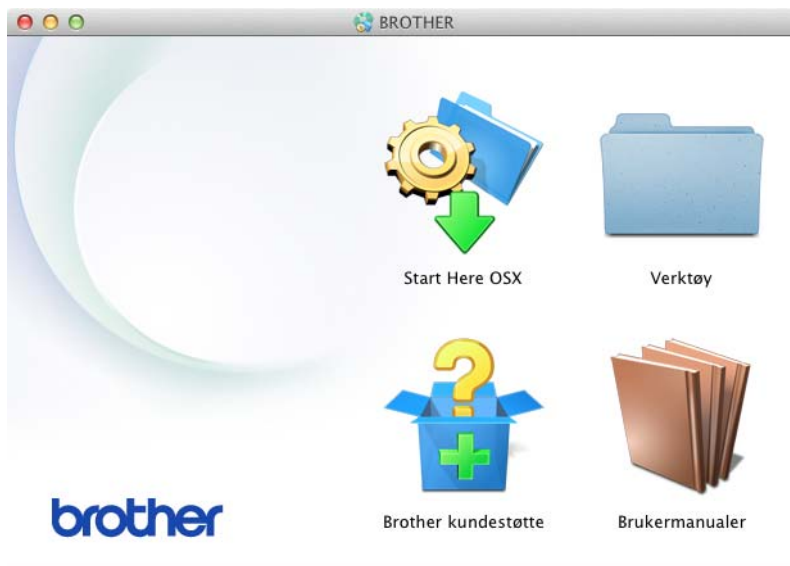 BROTHER
Start Here OSX
Verktøy
Brother kundestøtte
Brukermanualer
brother